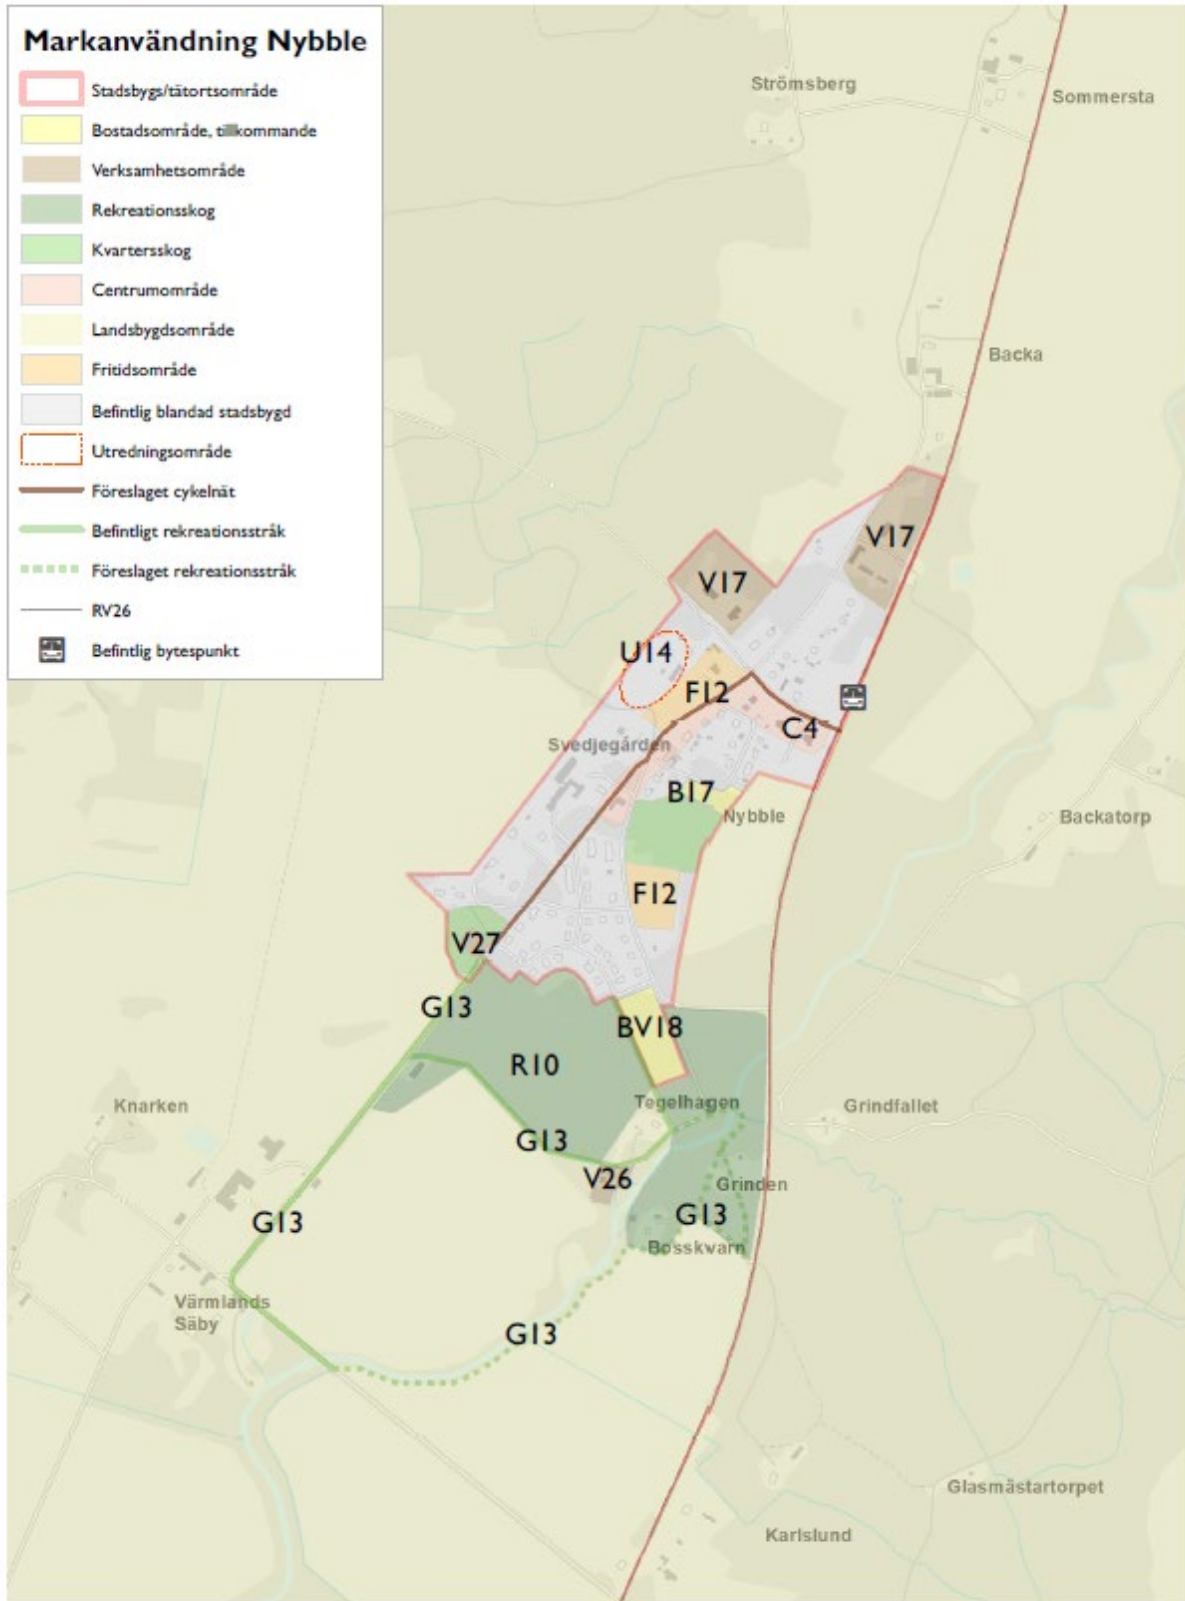 Markanvändning Nybble
Stadsbygs/tätortsområde
Bostadsområde, tillkommande
Verksamhetsområde
Rekreationsskog
Kvartersskog
Centrumområde
Landsbygdsområde
Fritidsområde
Befintlig blandad stadsbygd
Utredningsområde
Föreslaget cykelnät
Befintligt rekreationsstråk
Föreslaget rekreationsstråk
RV26
Befintlig bytespunkt
Strömsberg
Sommersta
Backa
V17
V17
U14
F12
C4
Svedjegården
B17
Nybble
Backatorp
F12
V27
G13
BV18
R10
Knarken
Tegelhagen
Grindfallet
G13
V26
Grinden
G13
G13
Bosskvarn
Värmlands
Säby
G13
Glasmästartorpet
Karlslund